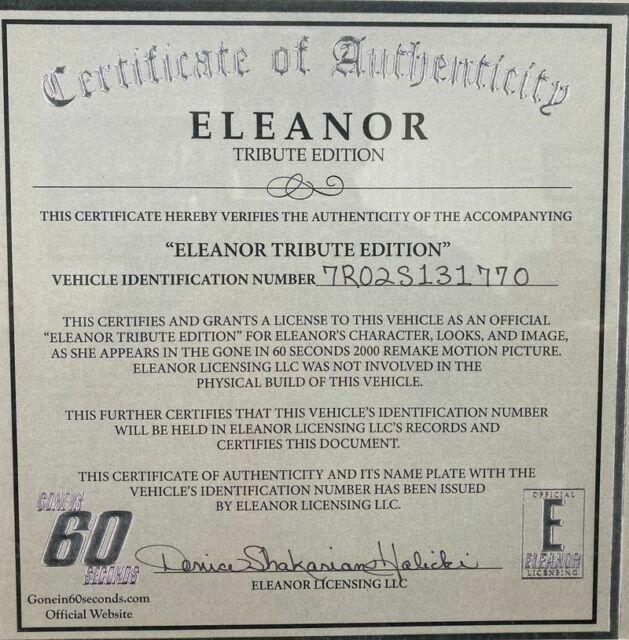 Certificate of Authenticity
ELEANOR
TRIBUTE EDITION
THIS CERTIFICATE HEREBY VERIFIES THE AUTHENTICITY OF THE ACCOMPANYING
“ELEANOR TRIBUTE EDITION”
VEHICLE IDENTIFICATION NUMBER 7R02S131770
THIS CERTIFIES AND GRANTS A LICENSE TO THIS VEHICLE AS AN OFFICIAL
“ELEANOR TRIBUTE EDITION” FOR ELEANOR’S CHARACTER, LOOKS, AND IMAGE,
AS SHE APPEARS IN THE GONE IN 60 SECONDS 2000 REMAKE MOTION PICTURE.
ELEANOR LICENSING LLC WAS NOT INVOLVED IN THE
PHYSICAL BUILD OF THIS VEHICLE.
THIS FURTHER CERTIFIES THAT THIS VEHICLE’S IDENTIFICATION NUMBER
WILL BE HELD IN ELEANOR LICENSING LLC’S RECORDS AND
CERTIFIES THIS DOCUMENT.
THIS CERTIFICATE OF AUTHENTICITY AND ITS NAME PLATE WITH THE
VEHICLE’S IDENTIFICATION NUMBER HAS BEEN ISSUED
BY ELEANOR LICENSING LLC.
GONE IN
60
SECONDS
Gonein60seconds.com
Official Website
Denice Shakarian Halicki
ELEANOR LICENSING LLC
OFFICIAL
E
ELEANOR
LICENSING